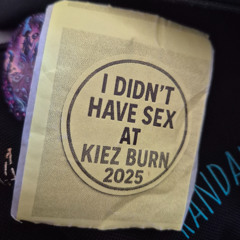 I DIDN'T
HAVE SEX
AT
KIEZ BURN
2025